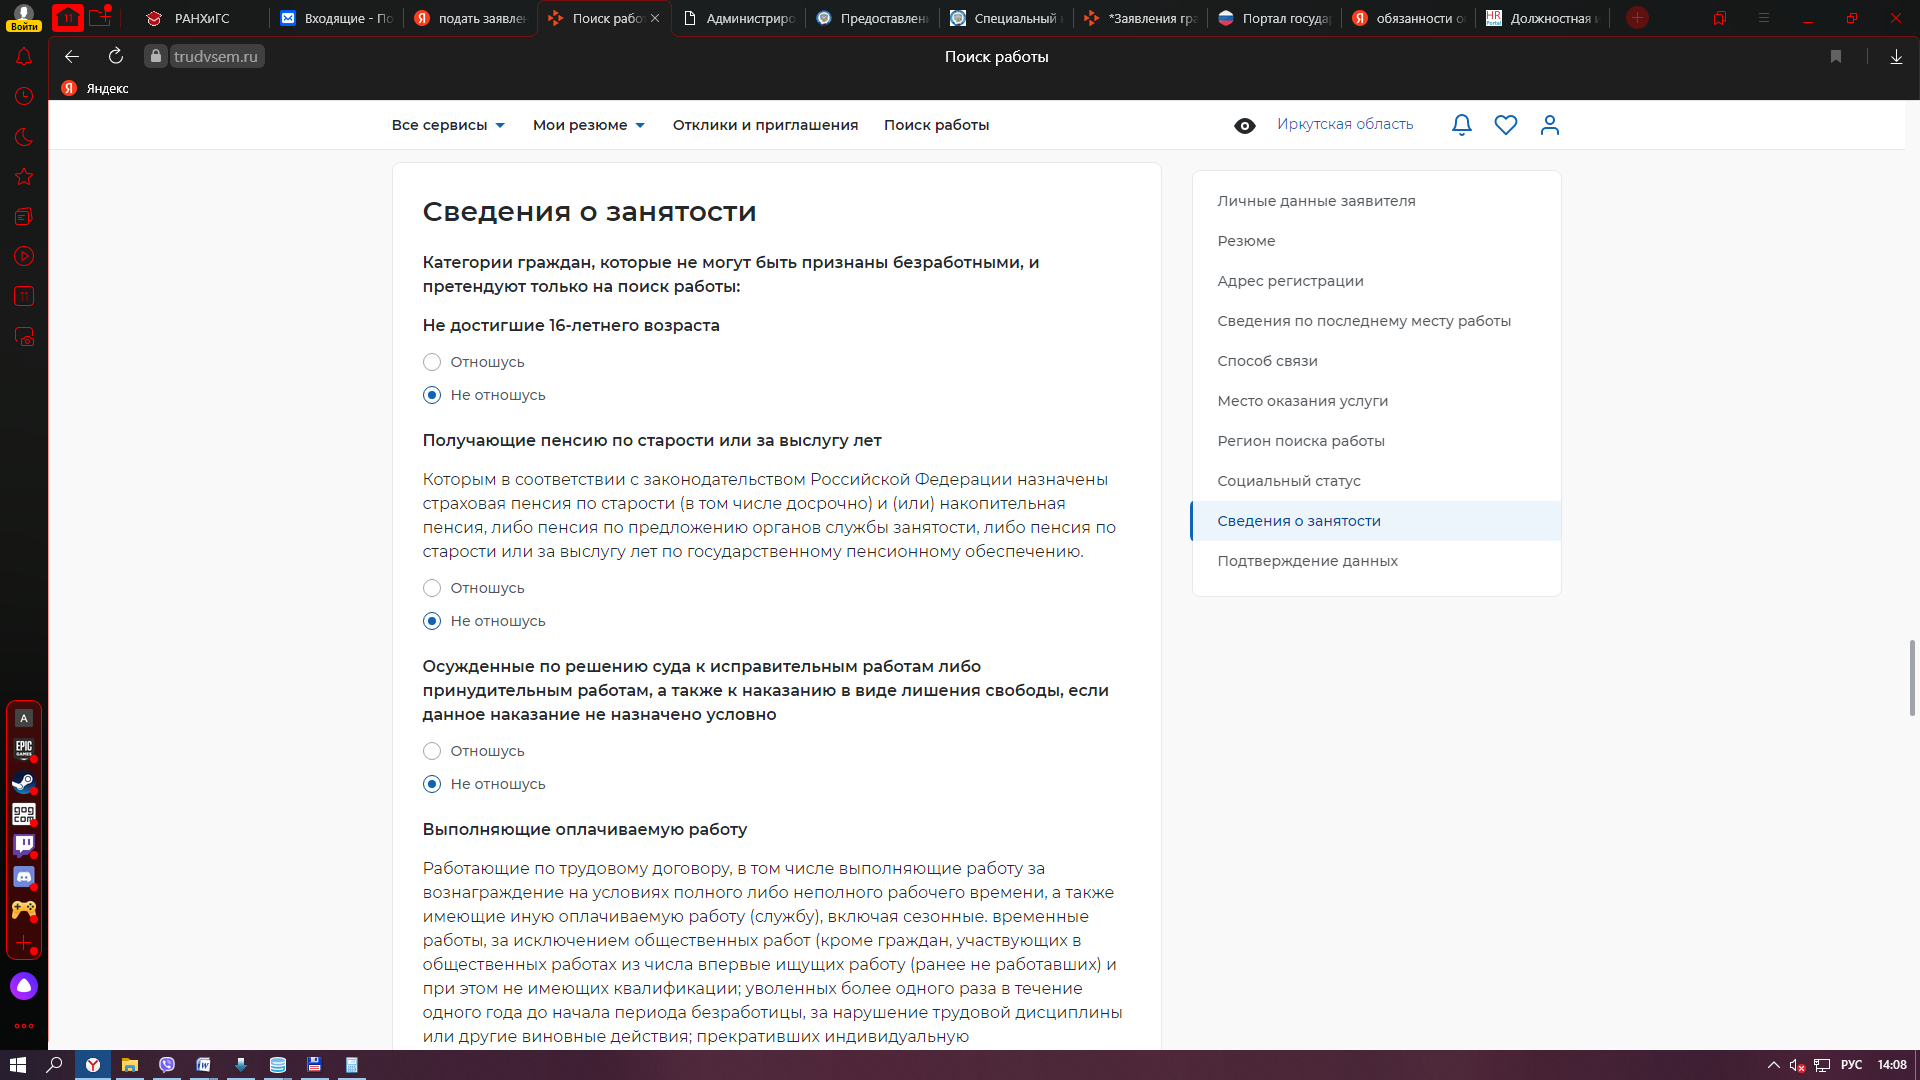 Войти
РАНХиГС
Входящие - По
подать заявлен
Поиск рабо
Администриро
Предоставлен
Специальный
*Заявления гра
Портал госуда
обязанности о
HR
Portal
Должностная и
trudvsem.ru
Поиск работы
Яндекс
Все сервисы
Мои резюме
Отклики и приглашения
Поиск работы
Иркутская область
Сведения о занятости
Категории граждан, которые не могут быть признаны безработными, и
претендуют только на поиск работы:
Не достигшие 16-летнего возраста
Отношусь
Не отношусь
Получающие пенсию по старости или за выслугу лет
Которым в соответствии с законодательством Российской Федерации назначены
страховая пенсия по старости (в том числе досрочно) и (или) накопительная
пенсия, либо пенсия по предложению органов службы занятости, либо пенсия по
старости или за выслугу лет по государственному пенсионному обеспечению.
Отношусь
Не отношусь
Осужденные по решению суда к исправительным работам либо
принудительным работам, а также к наказанию в виде лишения свободы, если
данное наказание не назначено условно
Отношусь
Не отношусь
Выполняющие оплачиваемую работу
Работающие по трудовому договору, в том числе выполняющие работу за
вознаграждение на условиях полного либо неполного рабочего времени, а также
имеющие иную оплачиваемую работу (службу), включая сезонные. временные
работы, за исключением общественных работ (кроме граждан, участвующих в
общественных работах из числа впервые ищущих работу (ранее не работавших) и
при этом не имеющих квалификации; уволенных более одного раза в течение
одного года до начала периода безработицы, за нарушение трудовой дисциплины
или другие виновные действия; прекративших индивидуальную
Личные данные заявителя
Резюме
Адрес регистрации
Сведения по последнему месту работы
Способ связи
Место оказания услуги
Регион поиска работы
Социальный статус
Сведения о занятости
Подтверждение данных
A
EPIC
GAMES
GOG
COM
РУС
14:08